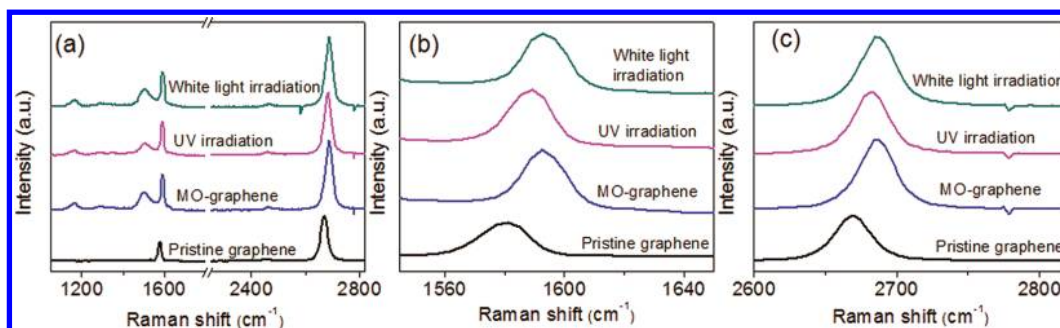 (a)
White light irradiation
UV irradiation
MO-graphene
Pristine graphene
Intensity (a.u.)
1200 1600 2400 2800
Raman shift (cm⁻¹)
(b)
White light
irradiation
UV irradiation
MO-graphene
Pristine graphene
Intensity (a.u.)
1560 1600 1640
Raman shift (cm⁻¹)
(c)
White light irradiation
UV irradiation
MO-graphene
Pristine graphene
Intensity (a.u.)
2600 2700 2800
Raman shift (cm⁻¹)